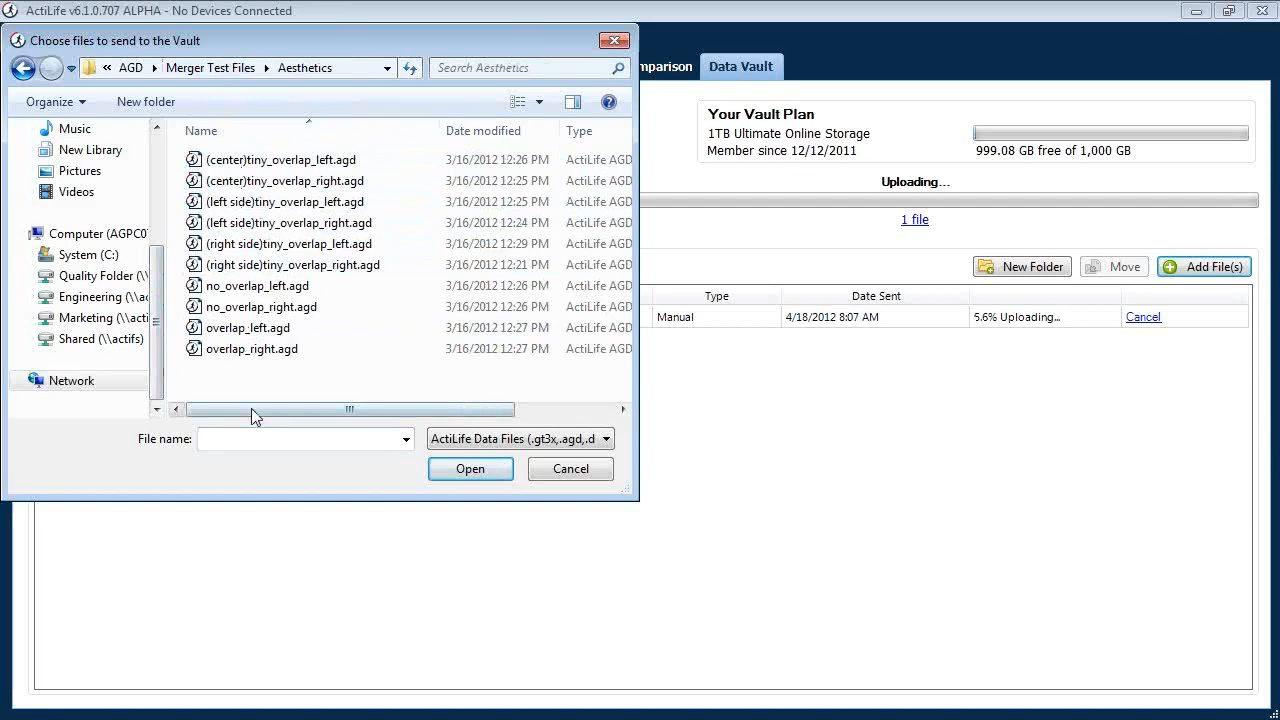 ActiLife v6.1.0.707 ALPHA - No Devices Connected
Choose files to send to the Vault
« AGD Merger Test Files Aesthetics
Search Aesthetics
mparison
Data Vault
Organize
New folder
Your Vault Plan
1TB Ultimate Online Storage
Member since 12/12/2011
999.08 GB free of 1,000 GB
Uploading...
1 file
New Folder
Move
Add File(s)
Type
Date Sent
Manual
4/18/2012 8:07 AM
5.6% Uploading...
Cancel
Music
New Library
Pictures
Videos
Computer (AGPC0
System (C:)
Quality Folder (\\
Engineering (\\ac
Marketing (\\acti
Shared (\\actifs)
Network
Name Date modified Type
(center)tiny_overlap_left.agd 3/16/2012 12:26 PM ActiLife AGD
(center)tiny_overlap_right.agd 3/16/2012 12:25 PM ActiLife AGD
(left side)tiny_overlap_left.agd 3/16/2012 12:25 PM ActiLife AGD
(left side)tiny_overlap_right.agd 3/16/2012 12:24 PM ActiLife AGD
(right side)tiny_overlap_left.agd 3/16/2012 12:29 PM ActiLife AGD
(right side)tiny_overlap_right.agd 3/16/2012 12:21 PM ActiLife AGD
no_overlap_left.agd 3/16/2012 12:26 PM ActiLife AGD
no_overlap_right.agd 3/16/2012 12:26 PM ActiLife AGD
overlap_left.agd 3/16/2012 12:27 PM ActiLife AGD
overlap_right.agd 3/16/2012 12:27 PM ActiLife AGD
File name:
ActiLife Data Files (.gt3x,.agd,.d
Open
Cancel